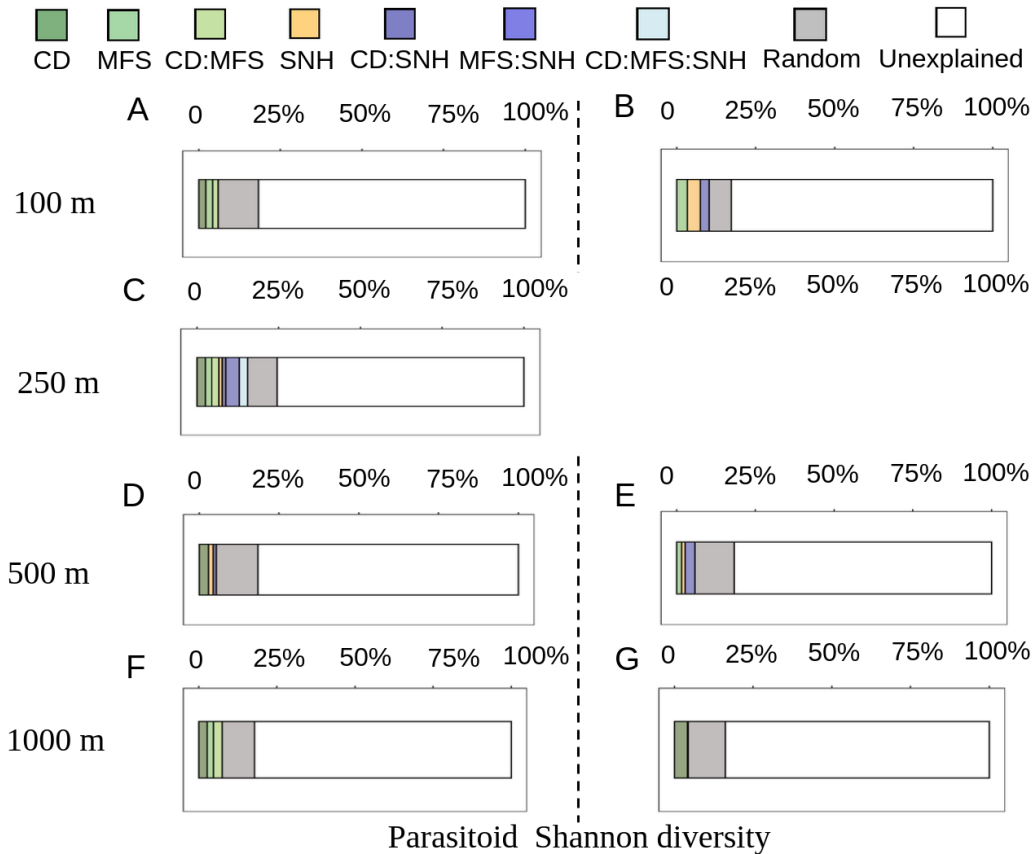 CD MFS CD:MFS SNH CD:SNH MFS:SNH CD:MFS:SNH Random Unexplained
A 0 25% 50% 75% 100% B 0 25% 50% 75% 100%
100 m
C 0 25% 50% 75% 100% 0 25% 50% 75% 100%
250 m
D 0 25% 50% 75% 100% E 0 25% 50% 75% 100%
500 m
F 0 25% 50% 75% 100% G 0 25% 50% 75% 100%
1000 m
Parasitoid Shannon diversity